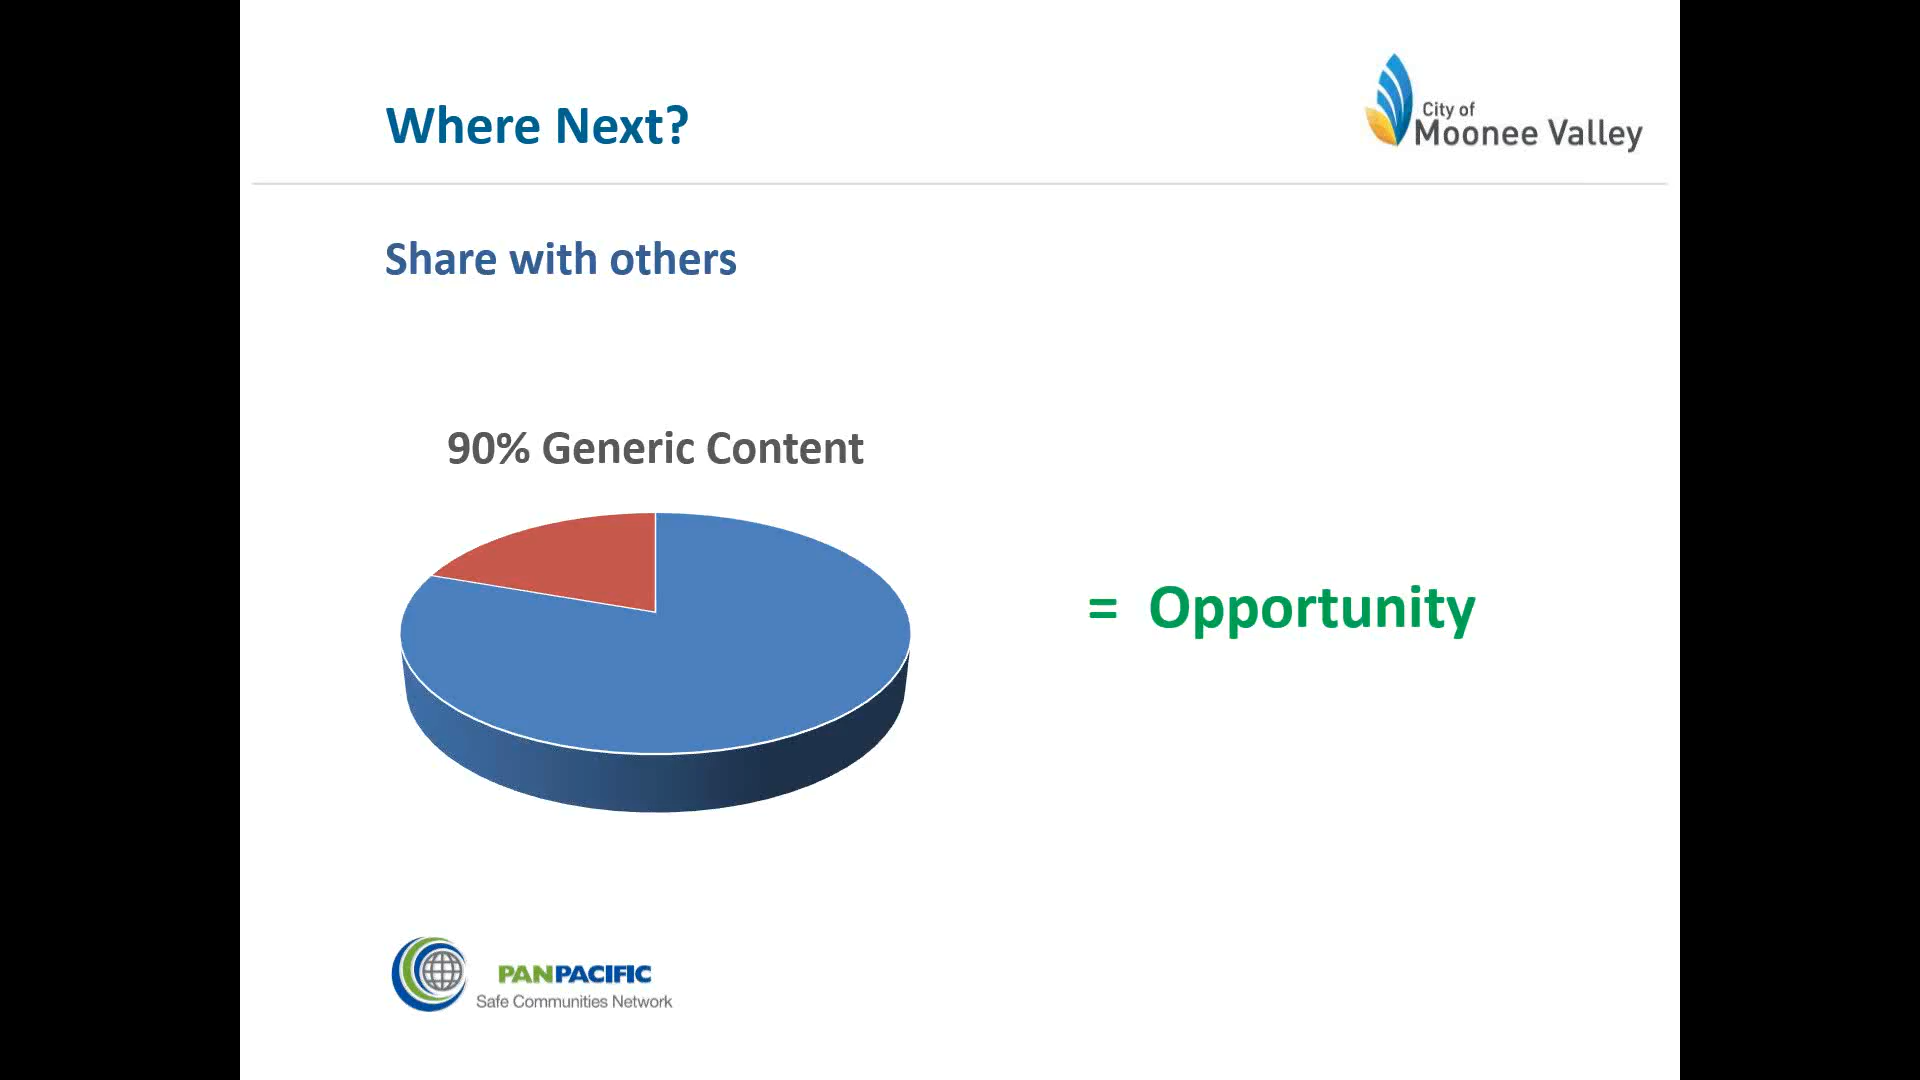 Where Next?
City of
Moonee Valley
Share with others
90% Generic Content
= Opportunity
PANPACIFIC
Safe Communities Network